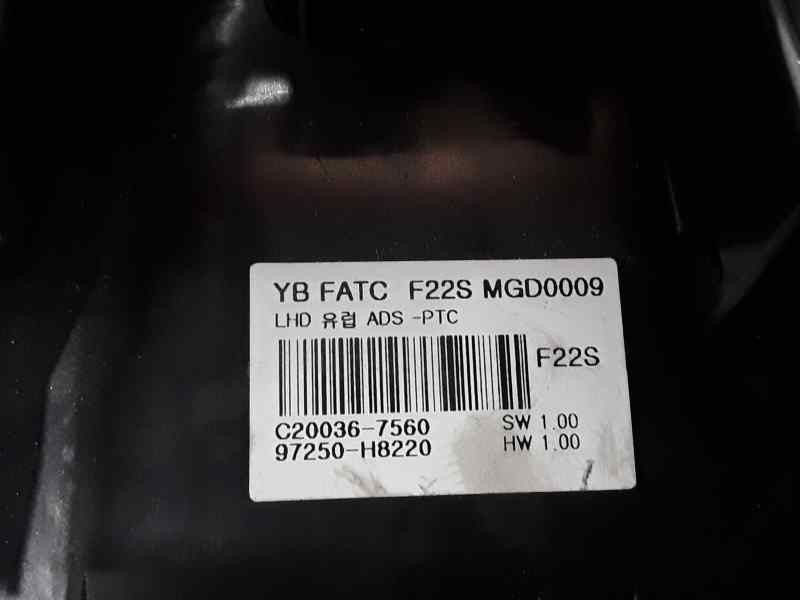 YB FATC F22S MGD0009
LHD 유럽 ADS -PTC
F22S
C20036-7560 SW 1.00
97250-H8220 HW 1.00